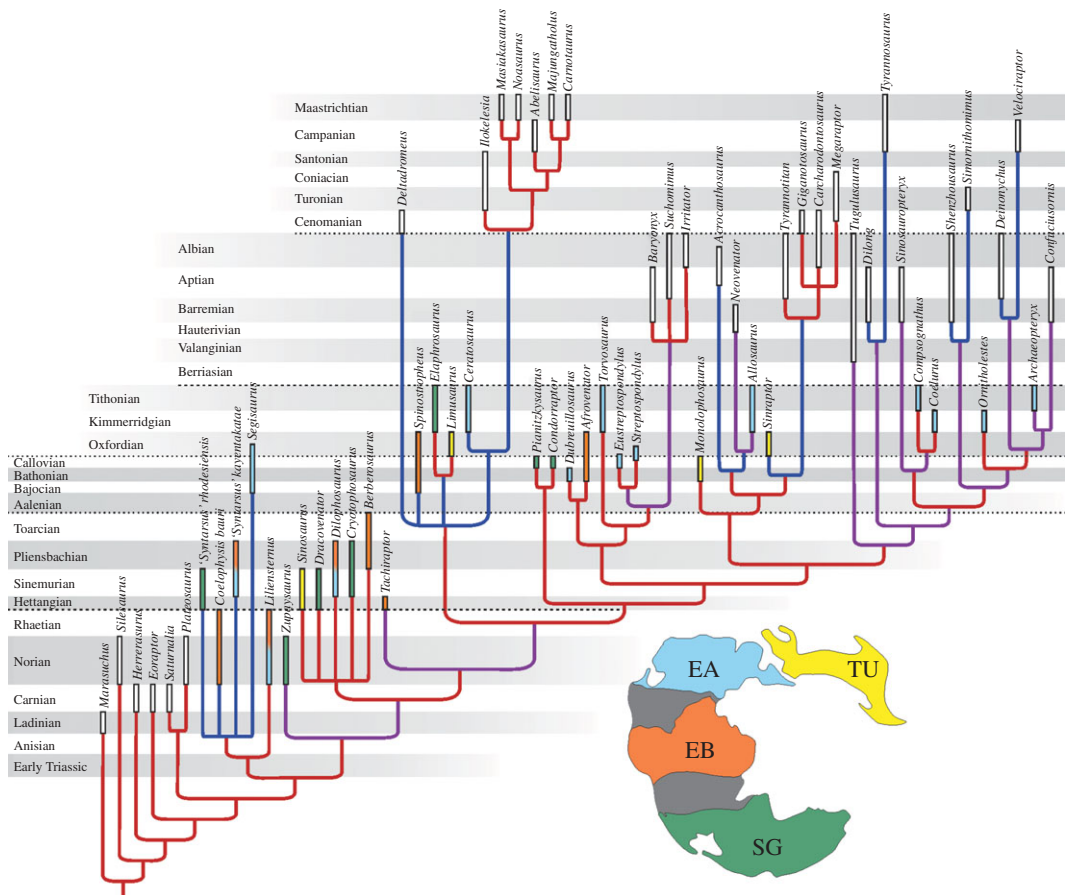 Maastrichtian
Campanian
Santonian
Coniacian
Turonian
Cenomanian
Albian
Aptian
Barremian
Hauterivian
Valanginian
Berriasian
Tithonian
Kimmerridgian
Oxfordian
Callovian
Bathonian
Bajocian
Aalenian
Toarcian
Pliensbachian
Sinemurian
Hettangian
Rhaetian
Norian
Carnian
Ladinian
Anisian
Early Triassic
Marasuchus
Silesaurus
Herrerasurus
Eoraptor
Saturnalia
Plateosaurus
'Syntarsus' rhodesiensis
Coelophysis bauri
'Syntarsus' kayentakatae
Segisaurus
Liliensternus
Zupaysaurus
Sinosaurus
Dracovenator
Dilophosaurus
Cryolophosaurus
Berberosaurus
Tachiraptor
Deltadromeus
Spinostropheus
Elaphrosaurus
Limusaurus
Ceratosaurus
Ilokelesia
Masiakasaurus
Noasaurus
Abelisaurus
Majungatholus
Carnotaurus
Piantizkysaurus
Condorraptor
Dubreuillosaurus
Afrovenator
Torvosaurus
Eustreptospondylus
Streptospondylus
Baryonyx
Suchomimus
Irritator
Monolophosaurus
Acrocanthosaurus
Neovenator
Allosaurus
Sinraptor
Tyrannotitan
Giganotosaurus
Carcharodontosaurus
Megaraptor
Tugulusaurus
Dilong
Tyrannosaurus
Sinosauropteryx
Compsognathus
Coelurus
Shenzhousaurus
Sinornithomimus
Ornitholestes
Deinonychus
Velociraptor
Archaeopteryx
Confuciusornis
EA
TU
EB
SG